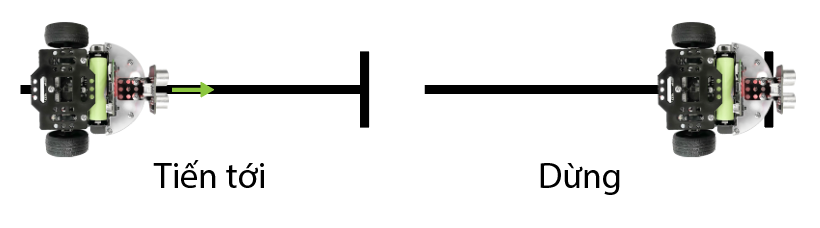 Tiến tới
Dừng